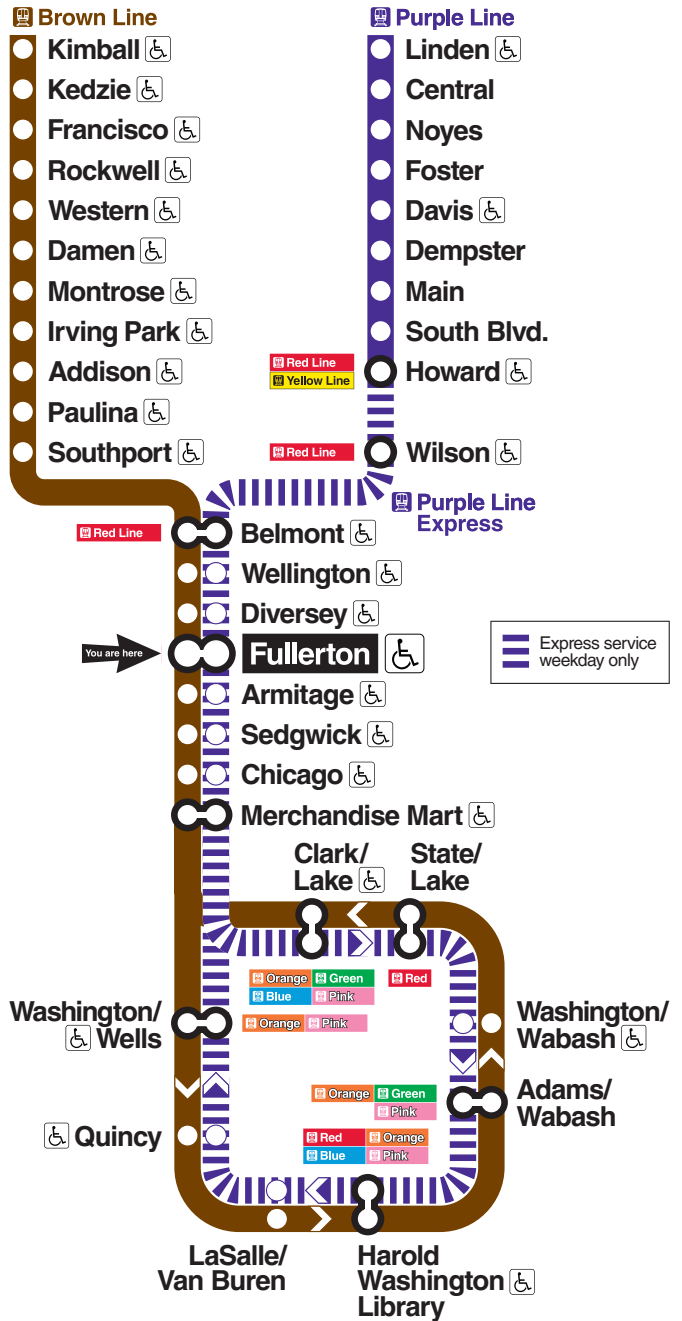 Brown Line
Kimball
Kedzie
Francisco
Rockwell
Western
Damen
Montrose
Irving Park
Addison
Paulina
Southport
Purple Line
Linden
Central
Noyes
Foster
Davis
Dempster
Main
South Blvd.
Red Line
Yellow Line
Howard
Red Line
Wilson
Purple Line
Express
Red Line
Belmont
Wellington
Diversey
You are here
Fullerton
Express service
weekday only
Armitage
Sedgwick
Chicago
Merchandise Mart
Clark/
Lake
State/
Lake
Orange Green
Blue Pink
Red
Washington/
Wells
Orange Pink
Washington/
Wabash
Orange Green
Pink
Adams/
Wabash
Quincy
Red Orange
Blue Pink
LaSalle/
Van Buren
Harold
Washington
Library